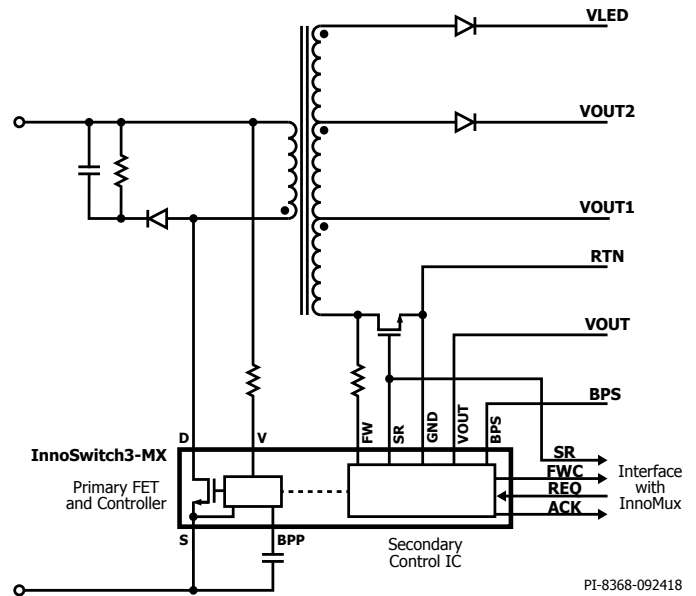 VLED
VOUT2
VOUT1
RTN
VOUT
BPS
D
V
FW
SR
GND
VOUT
BPS
InnoSwitch3-MX
Primary FET
and Controller
SR
FWC
REQ
ACK
Interface
with
InnoMux
S
BPP
Secondary
Control IC
PI-8368-092418